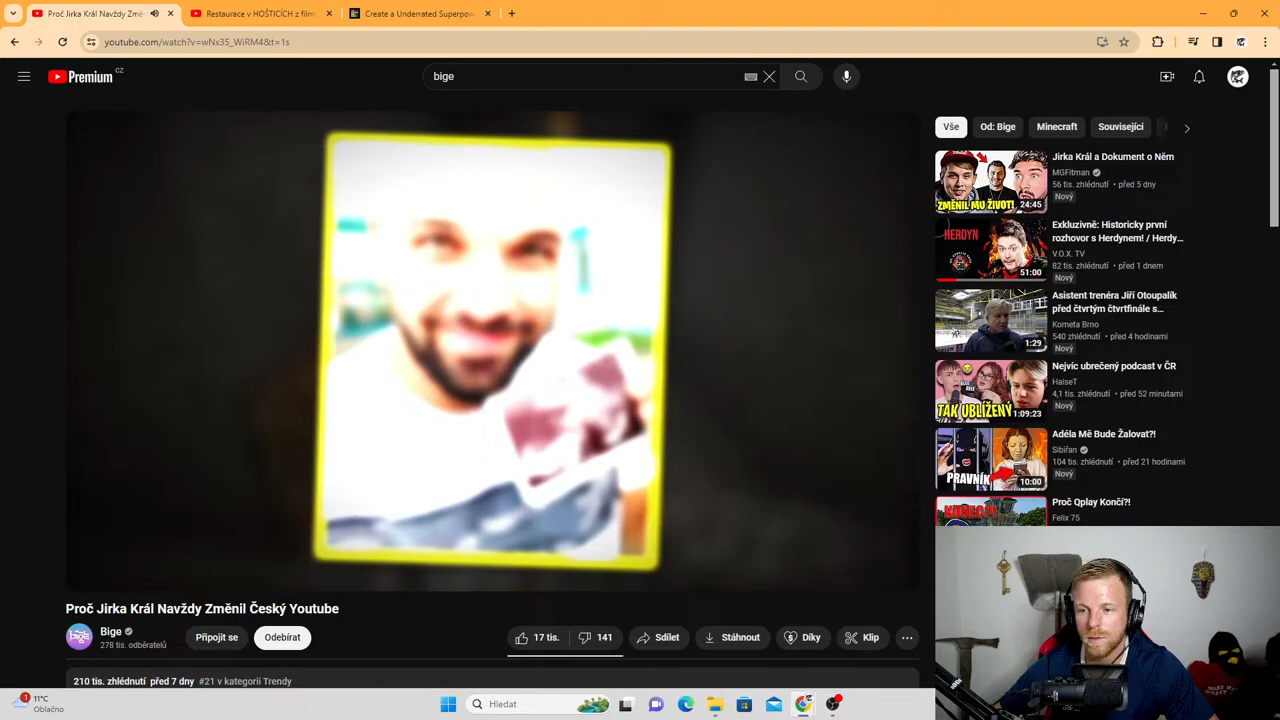 Proč Jirka Král Navždy Změn
Restaurace v HOŠTICÍCH z film
Create a Underrated Superpow
youtube.com/watch?v=wNx35_WiRM4&t=1s
Premium CZ
bige
Vše
Od: Bige
Minecraft
Související
Jirka Král a Dokument o Něm
MGFitman
56 tis. zhlédnutí • před 5 dny
Nový
ZMĚNIL MU ŽIVOT!
24:45
Exkluzivně: Historicky první
rozhovor s Herdynem! / Herdy...
V.O.X. TV
82 tis. zhlédnutí • před 1 dnem
Nový
HERDYN
51:00
Asistent trenéra Jiří Otoupalík
před čtvrtým čtvrtfinále s...
Kometa Brno
540 zhlédnutí • před 4 hodinami
Nový
1:29
Nejvíc ubrečený podcast v ČR
HaiseT
4,1 tis. zhlédnutí • před 52 minutami
Nový
TAK UBLÍŽENÝ
1:09:23
Adéla Mě Bude Žalovat?!
Sibiřan
104 tis. zhlédnutí • před 21 hodinami
PRAVNÍK
10:00
Proč Qplay Končí?!
Felix 75
KONEC?!
Proč Jirka Král Navždy Změnil Český Youtube
Bige
278 tis. odběratelů
Připojit se
Odebírat
17 tis.
141
Sdílet
Stáhnout
Díky
Klip
210 tis. zhlédnutí před 7 dny #21 v kategorii Trendy
1
11°C
Oblačno
Hledat